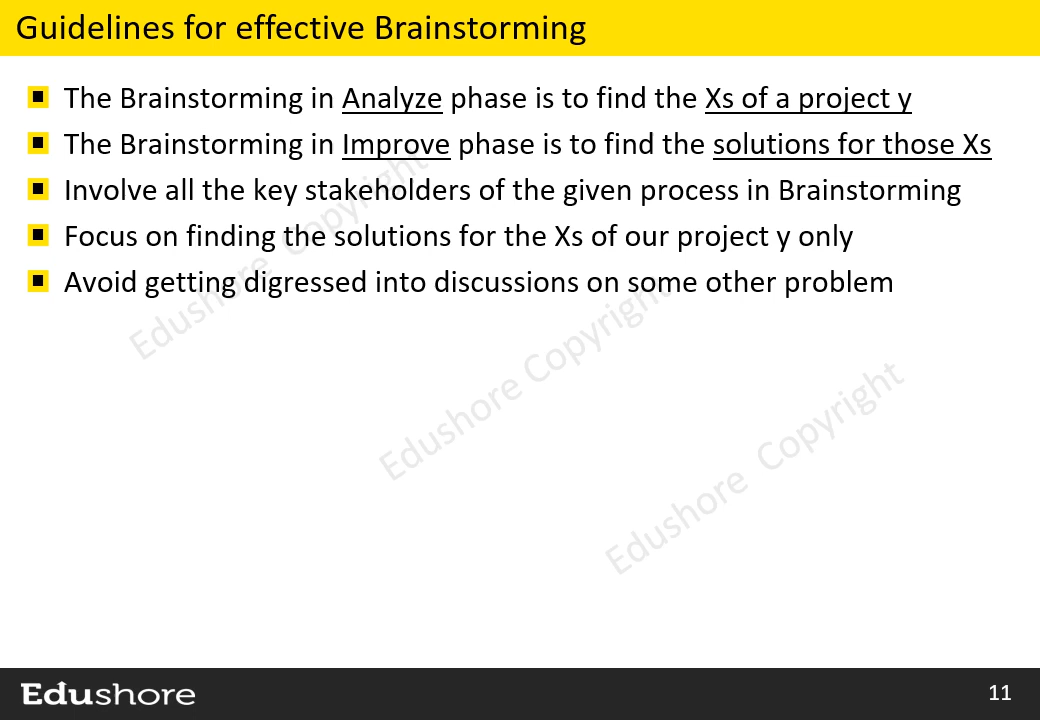 Guidelines for effective Brainstorming
The Brainstorming in Analyze phase is to find the Xs of a project y
The Brainstorming in Improve phase is to find the solutions for those Xs
Involve all the key stakeholders of the given process in Brainstorming
Focus on finding the solutions for the Xs of our project y only
Avoid getting digressed into discussions on some other problem
Edushore Copyright
Edushore Copyright
Edushore Copyright
Edushore
11